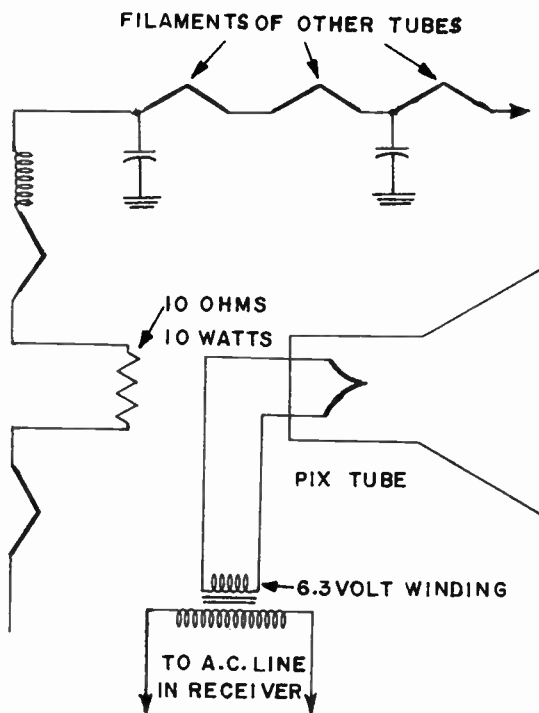 FILAMENTS OF OTHER TUBES
10 OHMS
10 WATTS
PIX TUBE
6.3 VOLT WINDING
TO A.C. LINE
IN RECEIVER